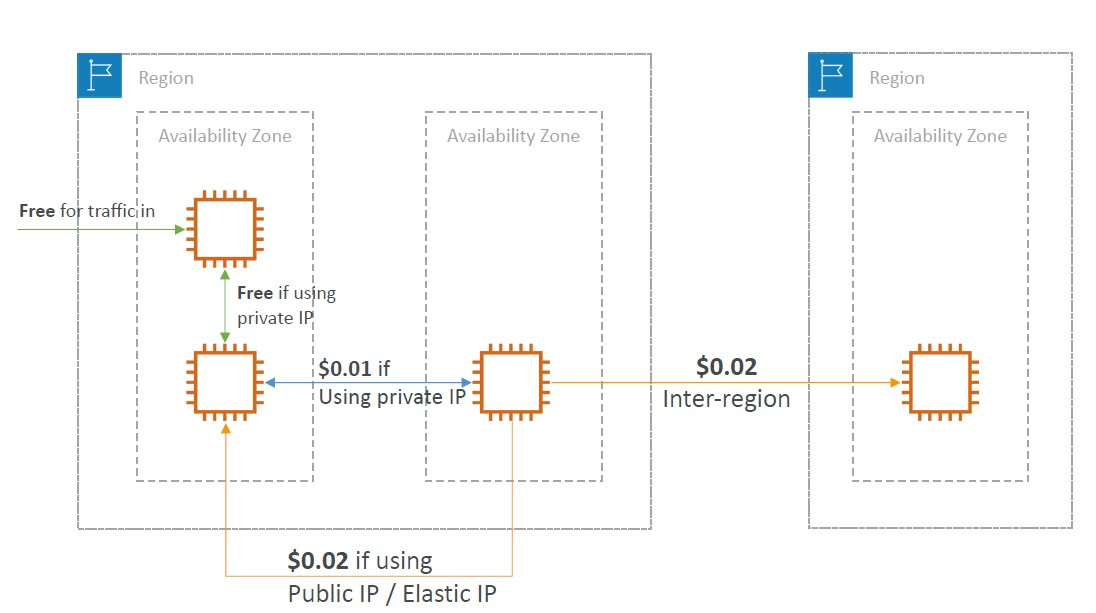 Region
Region
Availability Zone
Availability Zone
Availability Zone
Free for traffic in
Free if using
private IP
$0.01 if
Using private IP
$0.02
Inter-region
$0.02 if using
Public IP / Elastic IP